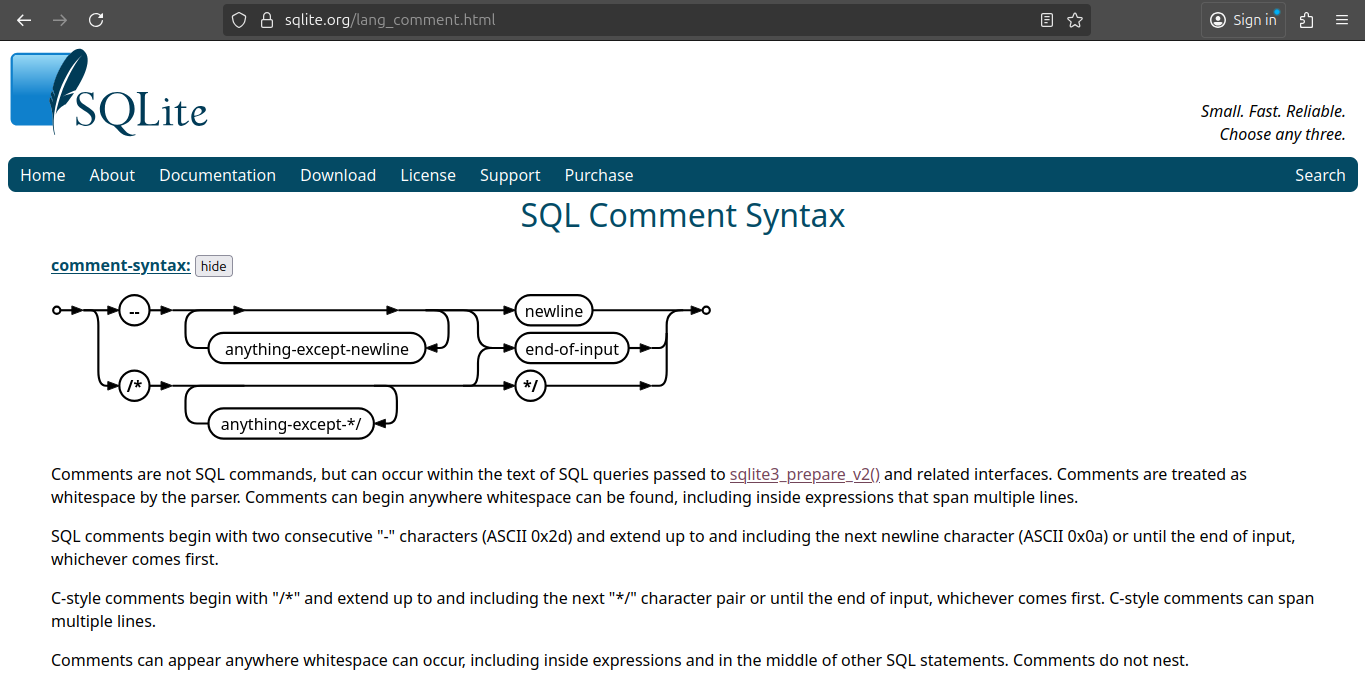 sqlite.org/lang_comment.html
Sign in
SQLite
Small. Fast. Reliable.
Choose any three.
Home About Documentation Download License Support Purchase Search
SQL Comment Syntax
comment-syntax: hide
-- newline
anything-except-newline end-of-input
/* */
anything-except-*/
Comments are not SQL commands, but can occur within the text of SQL queries passed to sqlite3_prepare_v2() and related interfaces. Comments are treated as
whitespace by the parser. Comments can begin anywhere whitespace can be found, including inside expressions that span multiple lines.
SQL comments begin with two consecutive "-" characters (ASCII 0x2d) and extend up to and including the next newline character (ASCII 0x0a) or until the end of input,
whichever comes first.
C-style comments begin with "/*" and extend up to and including the next "*/" character pair or until the end of input, whichever comes first. C-style comments can span
multiple lines.
Comments can appear anywhere whitespace can occur, including inside expressions and in the middle of other SQL statements. Comments do not nest.